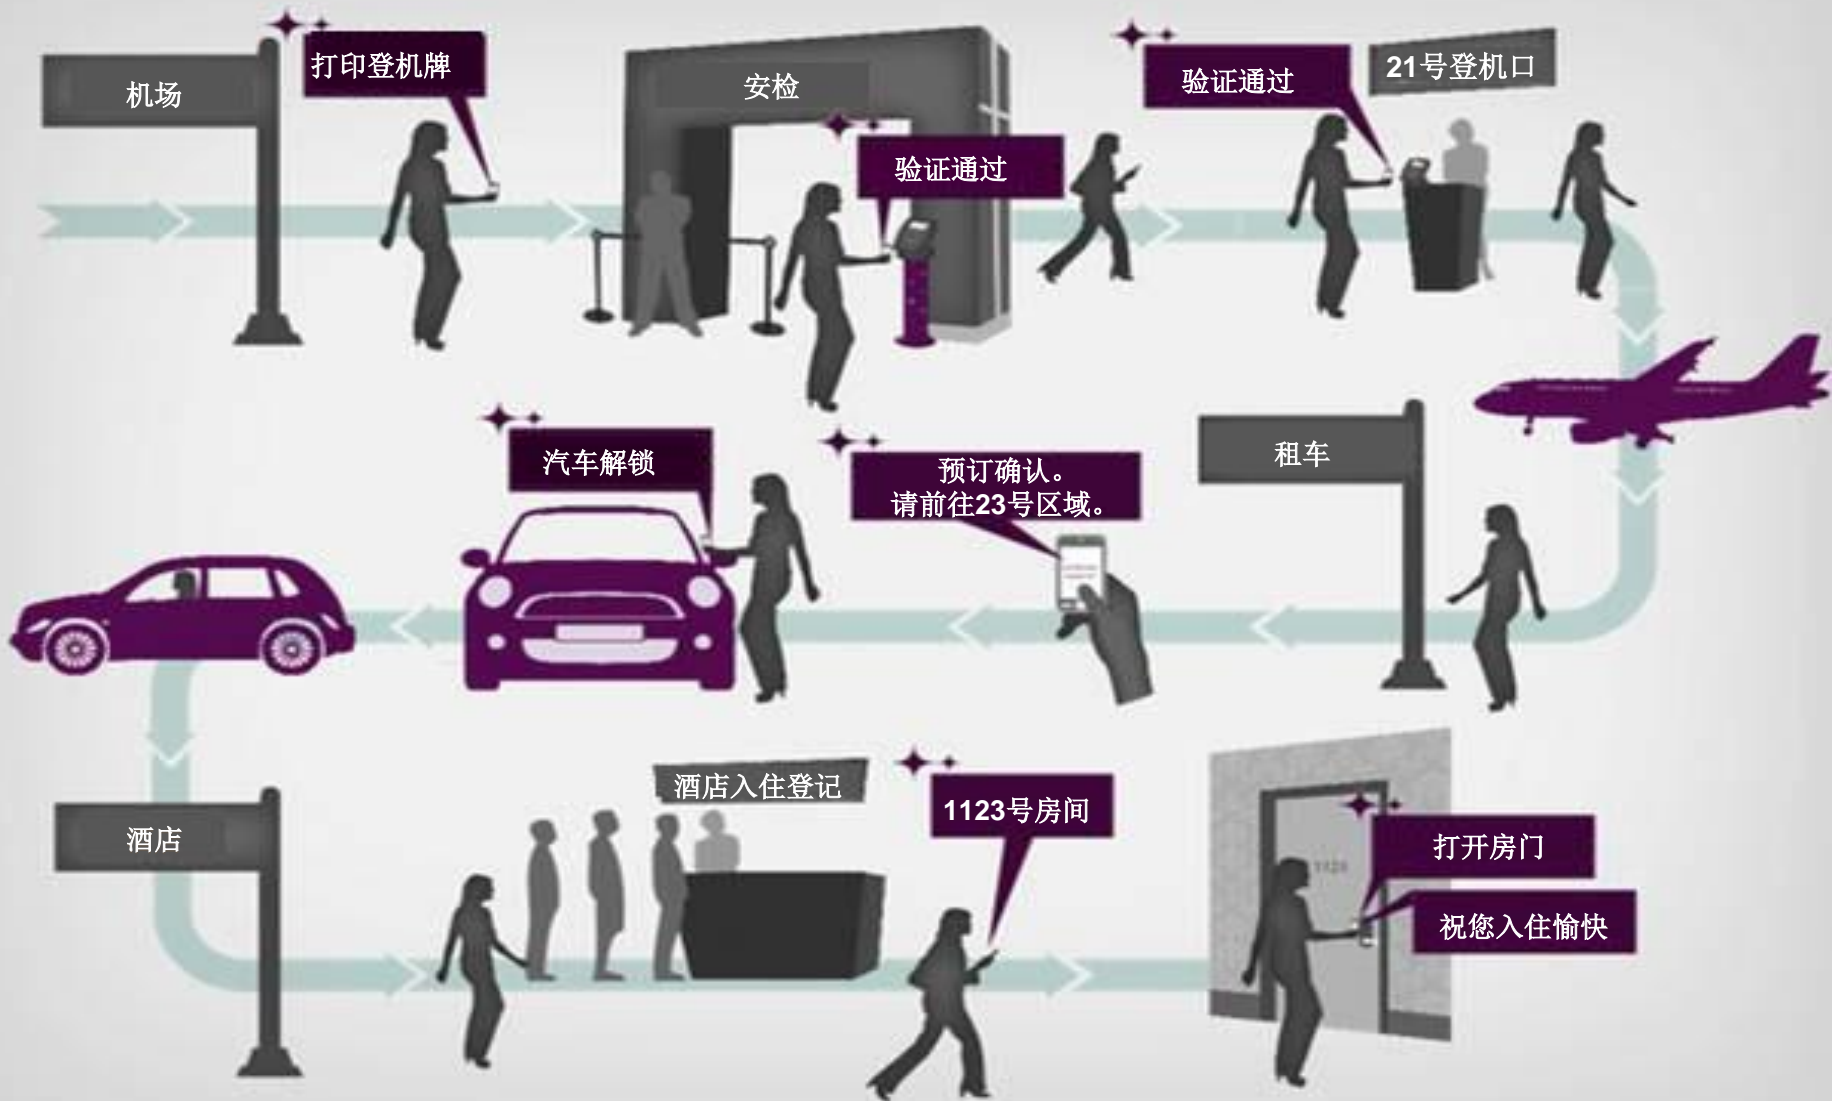 机场
打印登机牌
安检
验证通过
验证通过
21号登机口
租车
预订确认。
请前往23号区域。
汽车解锁
酒店
酒店入住登记
1123号房间
1123
打开房门
祝您入住愉快